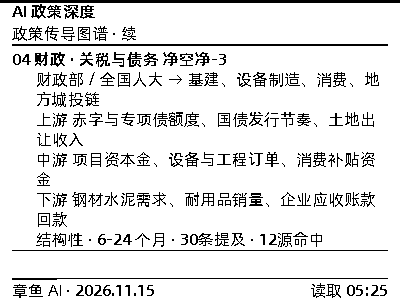 AI 政策深度
政策传导图谱 · 续
04 财政 · 关税与债务 净空净-3
财政部 / 全国人大 → 基建、设备制造、消费、地
方城投链
上游 赤字与专项债额度、国债发行节奏、土地出
让收入
中游 项目资本金、设备与工程订单、消费补贴资
金
下游 钢材水泥需求、耐用品销量、企业应收账款
回款
结构性 · 6-24 个月 · 30条提及 · 12源命中
章鱼 AI · 2026.11.15
读取 05:25